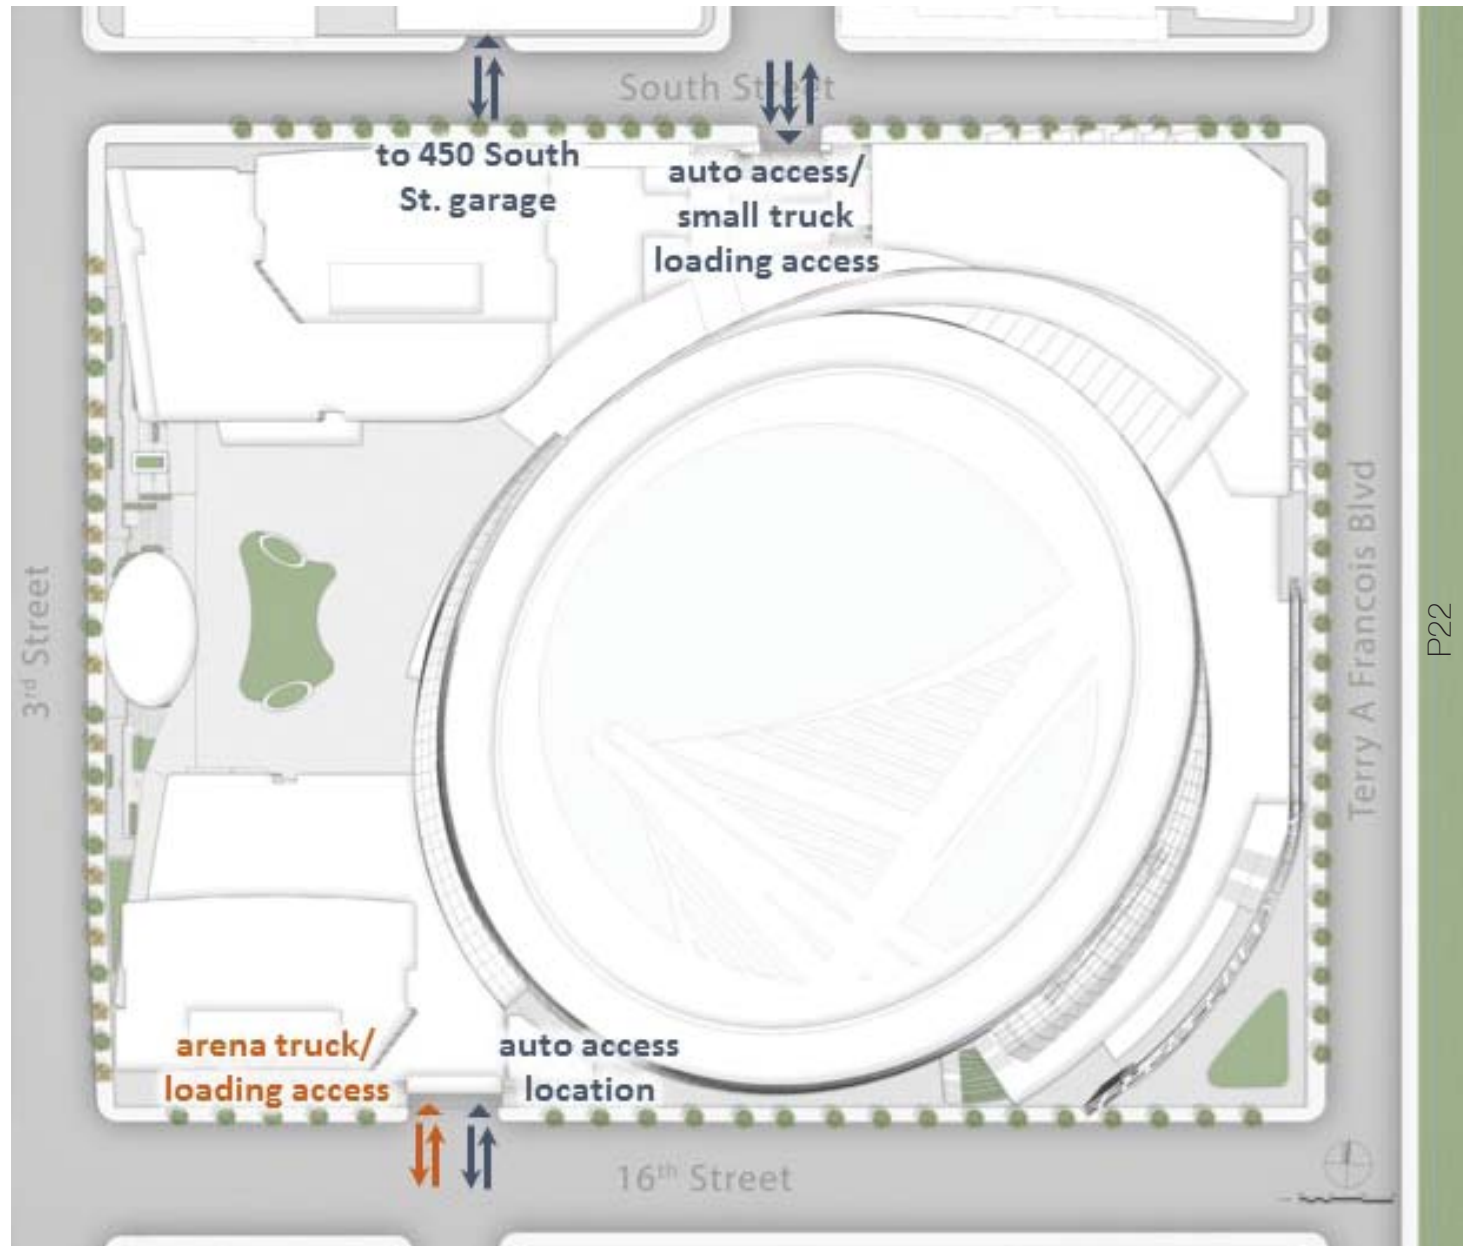 South Street
to 450 South
St. garage
auto access/
small truck
loading access
3rd Street
Terry A Francois Blvd
P22
arena truck/
loading access
auto access
location
16th Street